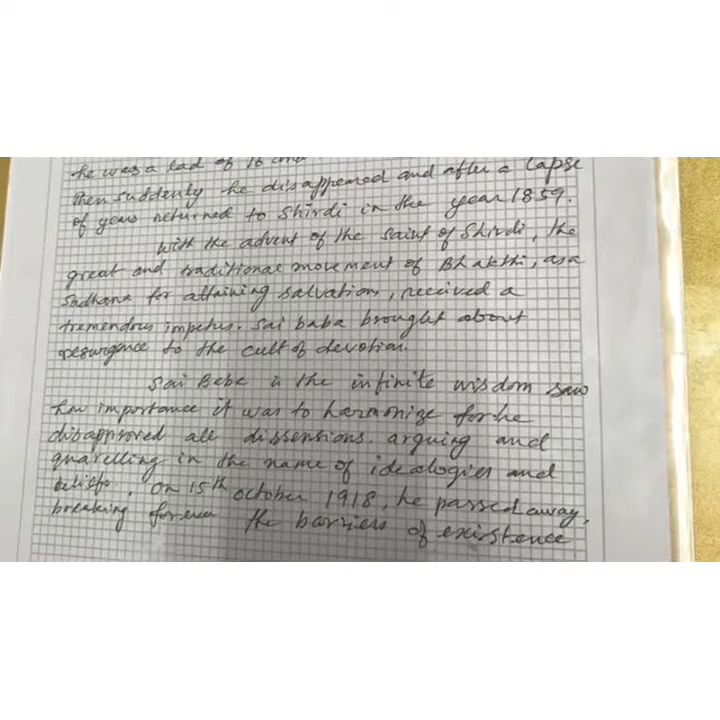 he was a lad of 16
Then suddenly he disappeared and after a lapse
of years returned to Shirdi in the year 1859.
With the advent of the saint of Shirdi, the
great and traditional movement of Bhakthi, as a
Sadhana for attaining salvation, received a
tremendous impetus. Sai baba brought about
resurgence to the cult of devotion.
Sai Baba in the infinite wisdom saw
how importance it was to harmonize for he
disapproved all dissensions. arguing and
quarelling in the name of ideologies and
beliefs. On 15th october 1918, he passed away,
breaking forever the barriers of existence